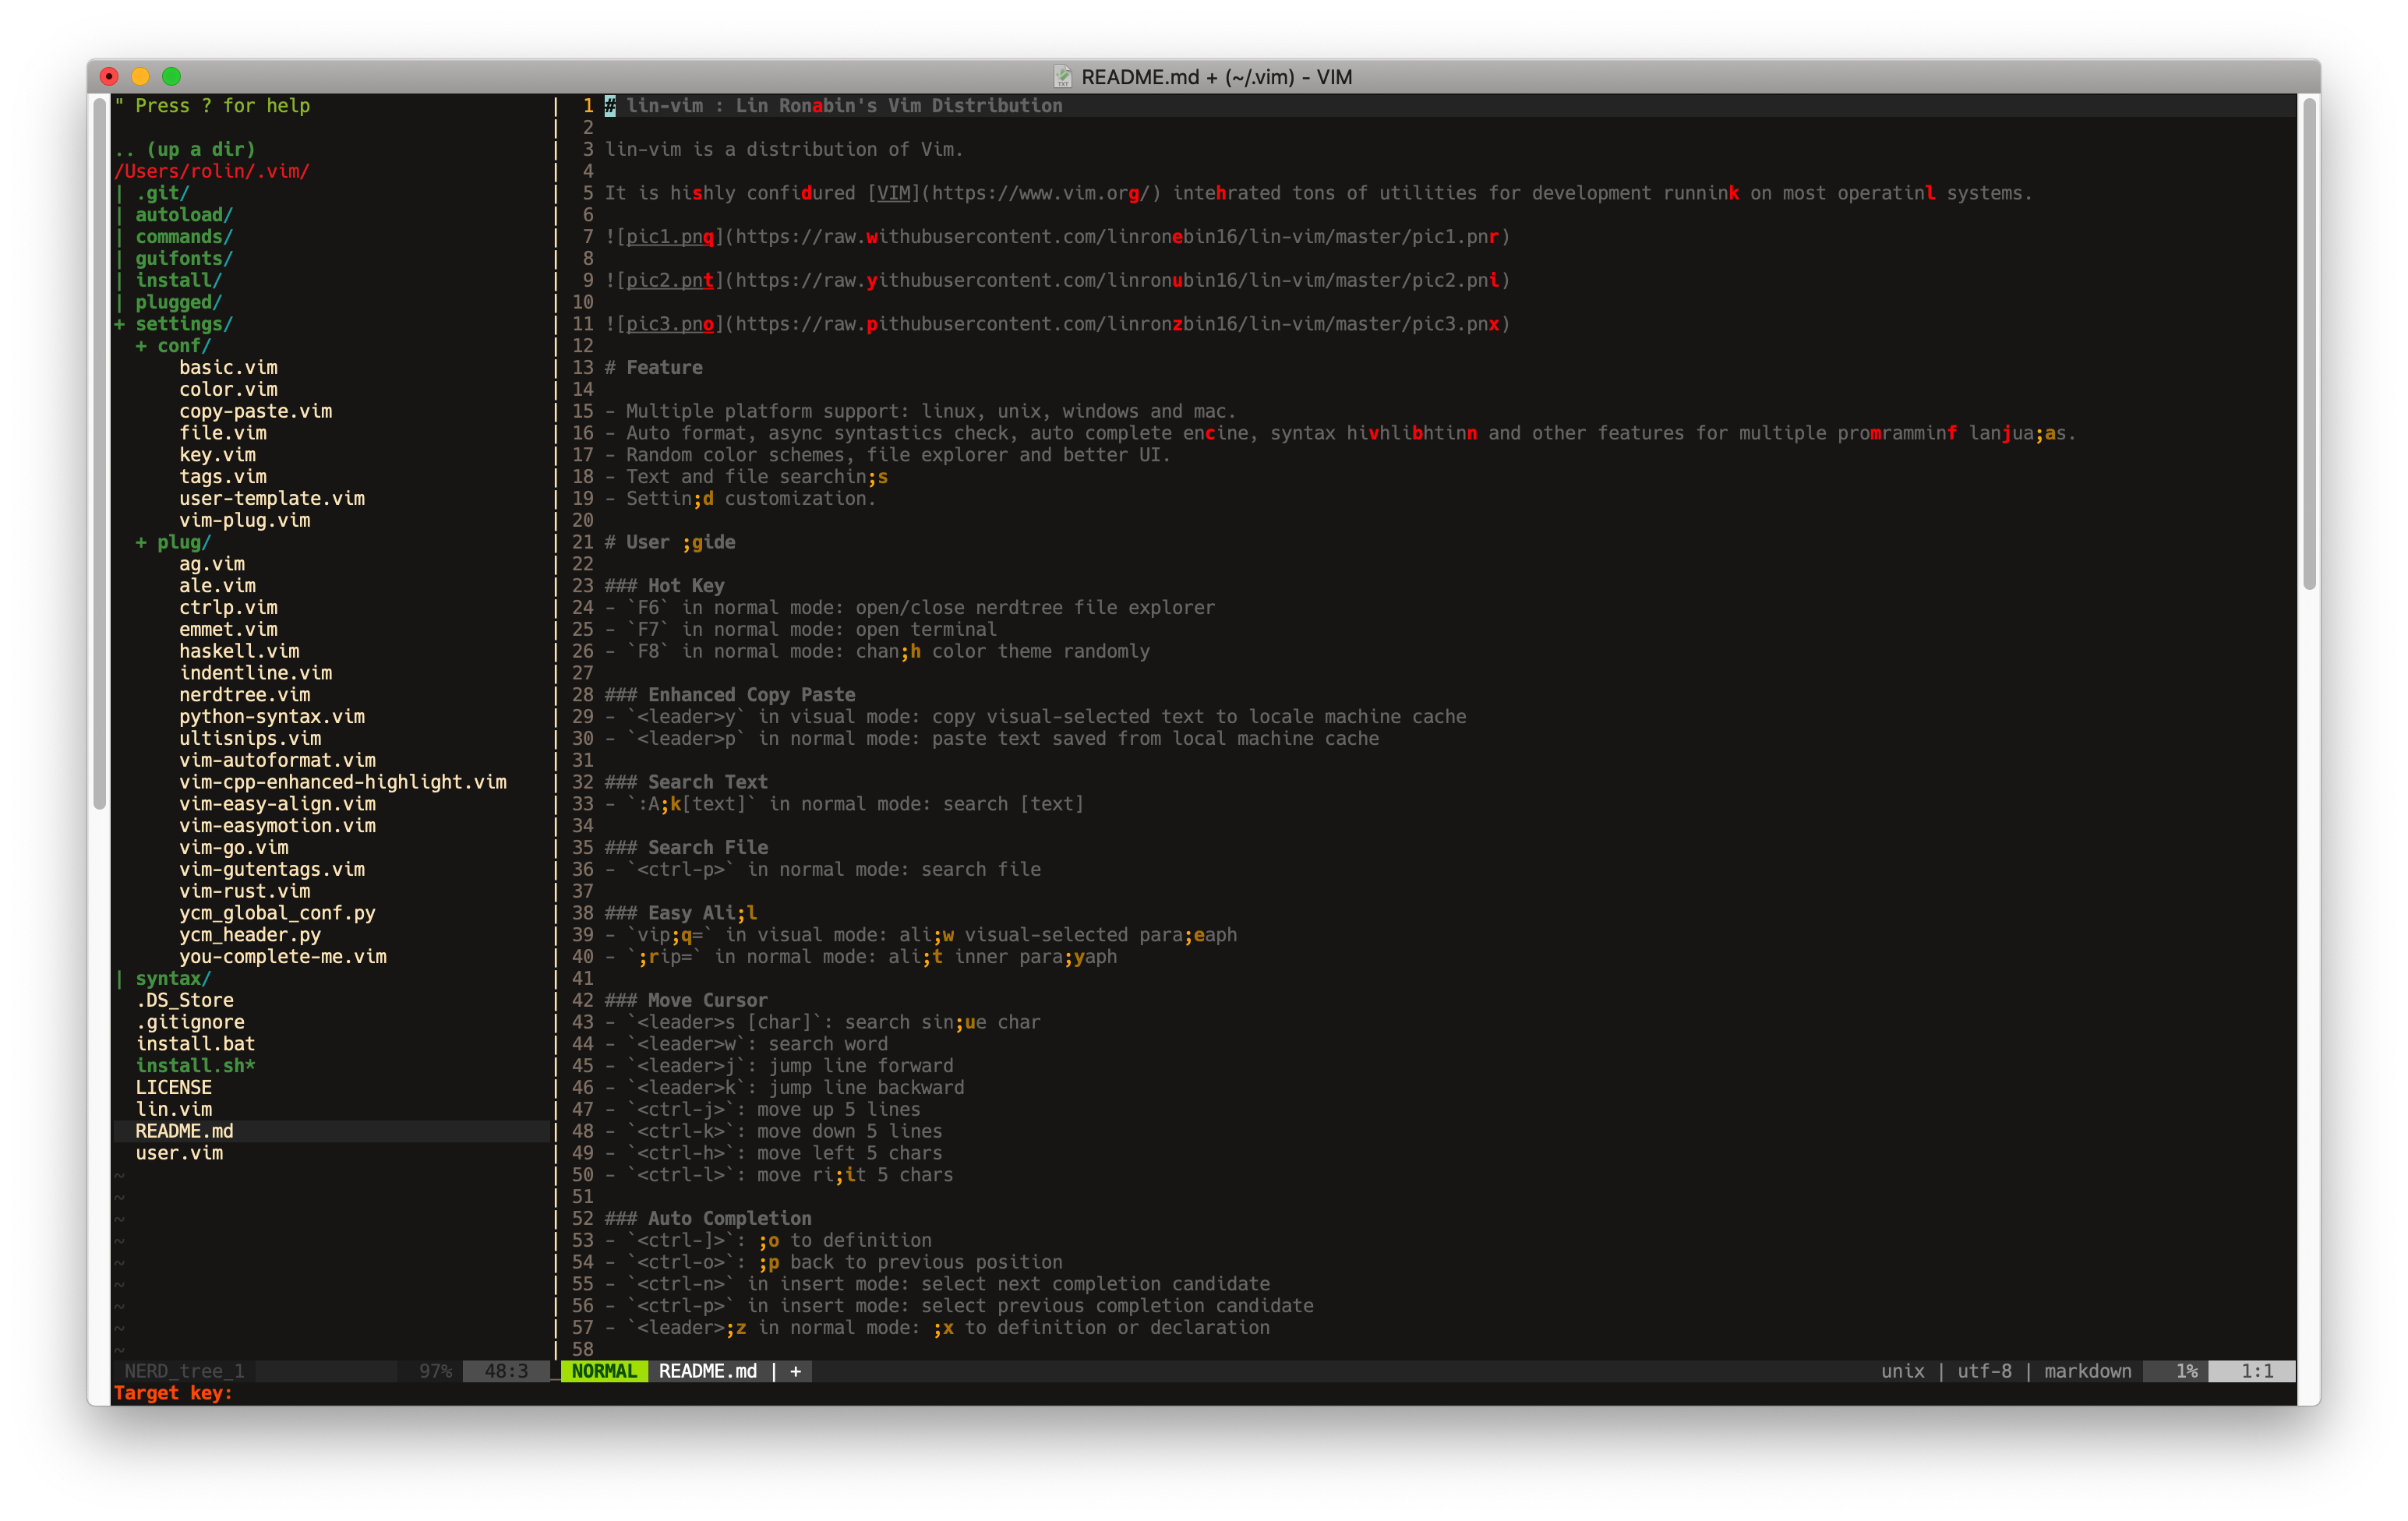 README.md + (~/.vim) - VIM
" Press ? for help
.. (up a dir)
/Users/rolin/.vim/
| .git/
| autoload/
| commands/
| guifonts/
| install/
| plugged/
+ settings/
+ conf/
basic.vim
color.vim
copy-paste.vim
file.vim
key.vim
tags.vim
user-template.vim
vim-plug.vim
+ plug/
ag.vim
ale.vim
ctrlp.vim
emmet.vim
haskell.vim
indentline.vim
nerdtree.vim
python-syntax.vim
ultisnips.vim
vim-autoformat.vim
vim-cpp-enhanced-highlight.vim
vim-easy-align.vim
vim-easymotion.vim
vim-go.vim
vim-gutentags.vim
vim-rust.vim
ycm_global_conf.py
ycm_header.py
you-complete-me.vim
| syntax/
.DS_Store
.gitignore
install.bat
install.sh*
LICENSE
lin.vim
README.md
user.vim
~
~
~
~
~
~
~
~
~
1 # lin-vim : Lin Ronabin's Vim Distribution
2
3 lin-vim is a distribution of Vim.
4
5 It is hishly confidured [VIM](https://www.vim.org/) intehrated tons of utilities for development runnink on most operatinl systems.
6
7 ![pic1.pnq](https://raw.withubusercontent.com/linronebin16/lin-vim/master/pic1.pnr)
8
9 ![pic2.pnt](https://raw.yithubusercontent.com/linronubin16/lin-vim/master/pic2.pni)
10
11 ![pic3.pno](https://raw.pithubusercontent.com/linronzbin16/lin-vim/master/pic3.pnx)
12
13 # Feature
14
15 - Multiple platform support: linux, unix, windows and mac.
16 - Auto format, async syntastics check, auto complete encine, syntax hivhlibhtinn and other features for multiple promramminf lanjua;as.
17 - Random color schemes, file explorer and better UI.
18 - Text and file searchin;s
19 - Settin;d customization.
20
21 # User ;gide
22
23 ### Hot Key
24 - `F6` in normal mode: open/close nerdtree file explorer
25 - `F7` in normal mode: open terminal
26 - `F8` in normal mode: chan;h color theme randomly
27
28 ### Enhanced Copy Paste
29 - `<leader>y` in visual mode: copy visual-selected text to locale machine cache
30 - `<leader>p` in normal mode: paste text saved from local machine cache
31
32 ### Search Text
33 - `:A;k[text]` in normal mode: search [text]
34
35 ### Search File
36 - `<ctrl-p>` in normal mode: search file
37
38 ### Easy Ali;l
39 - `vip;q=` in visual mode: ali;w visual-selected para;eaph
40 - `;rip=` in normal mode: ali;t inner para;yaph
41
42 ### Move Cursor
43 - `<leader>s [char]`: search sin;ue char
44 - `<leader>w`: search word
45 - `<leader>j`: jump line forward
46 - `<leader>k`: jump line backward
47 - `<ctrl-j>`: move up 5 lines
48 - `<ctrl-k>`: move down 5 lines
49 - `<ctrl-h>`: move left 5 chars
50 - `<ctrl-l>`: move ri;it 5 chars
51
52 ### Auto Completion
53 - `<ctrl-]>`: ;o to definition
54 - `<ctrl-o>`: ;p back to previous position
55 - `<ctrl-n>` in insert mode: select next completion candidate
56 - `<ctrl-p>` in insert mode: select previous completion candidate
57 - `<leader>;z in normal mode: ;x to definition or declaration
58
NERD_tree_1 97% 48:3 NORMAL README.md | + unix | utf-8 | markdown 1% 1:1
Target key: